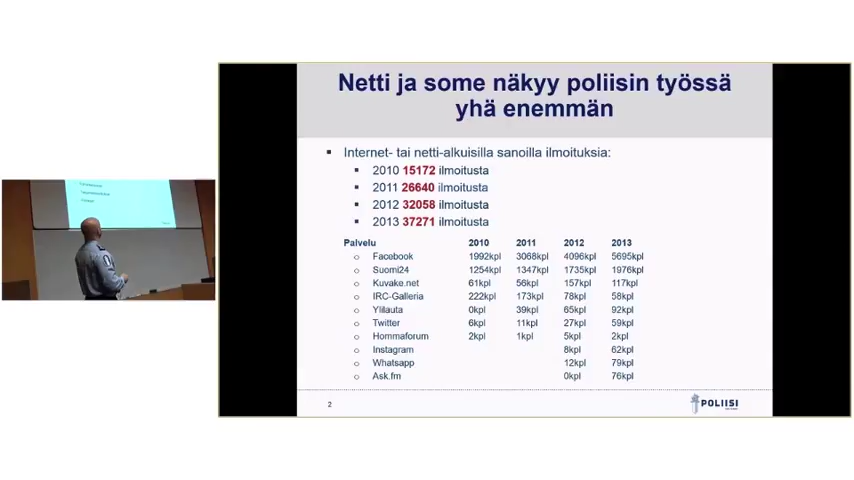 Netti ja some näkyy poliisin työssä
yhä enemmän
Internet- tai netti-alkuisilla sanoilla ilmoituksia:
2010 15172 ilmoitusta
2011 26640 ilmoitusta
2012 32058 ilmoitusta
2013 37271 ilmoitusta
Palvelu 2010 2011 2012 2013
Facebook 1992kpl 3068kpl 4096kpl 5695kpl
Suomi24 1254kpl 1347kpl 1735kpl 1976kpl
Kuvake.net 61kpl 56kpl 157kpl 117kpl
IRC-Galleria 222kpl 173kpl 78kpl 58kpl
Ylilauta 0kpl 39kpl 65kpl 92kpl
Twitter 6kpl 11kpl 27kpl 59kpl
Hommaforum 2kpl 1kpl 5kpl 2kpl
Instagram 8kpl 62kpl
Whatsapp 12kpl 79kpl
Ask.fm 0kpl 76kpl
2
POLIISI